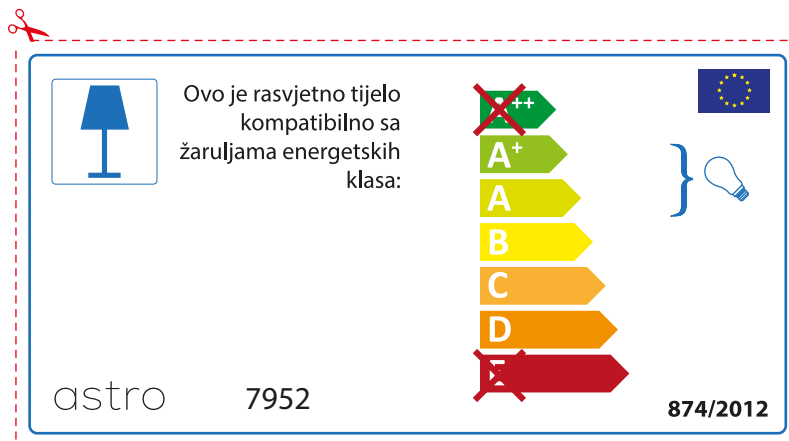 Ovo je rasvjetno tijelo
kompatibilno sa
žaruljama energetskih
klasa:
A++
A+
A
B
C
D
E
astro
7952
874/2012